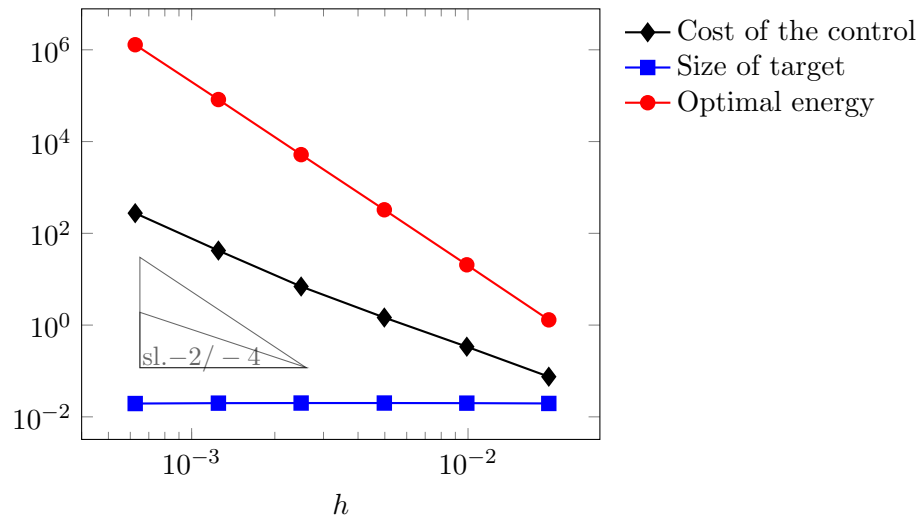 10^6
10^4
10^2
10^0
10^−2
10^−3
10^−2
h
sl.−2/ − 4
Cost of the control
Size of target
Optimal energy